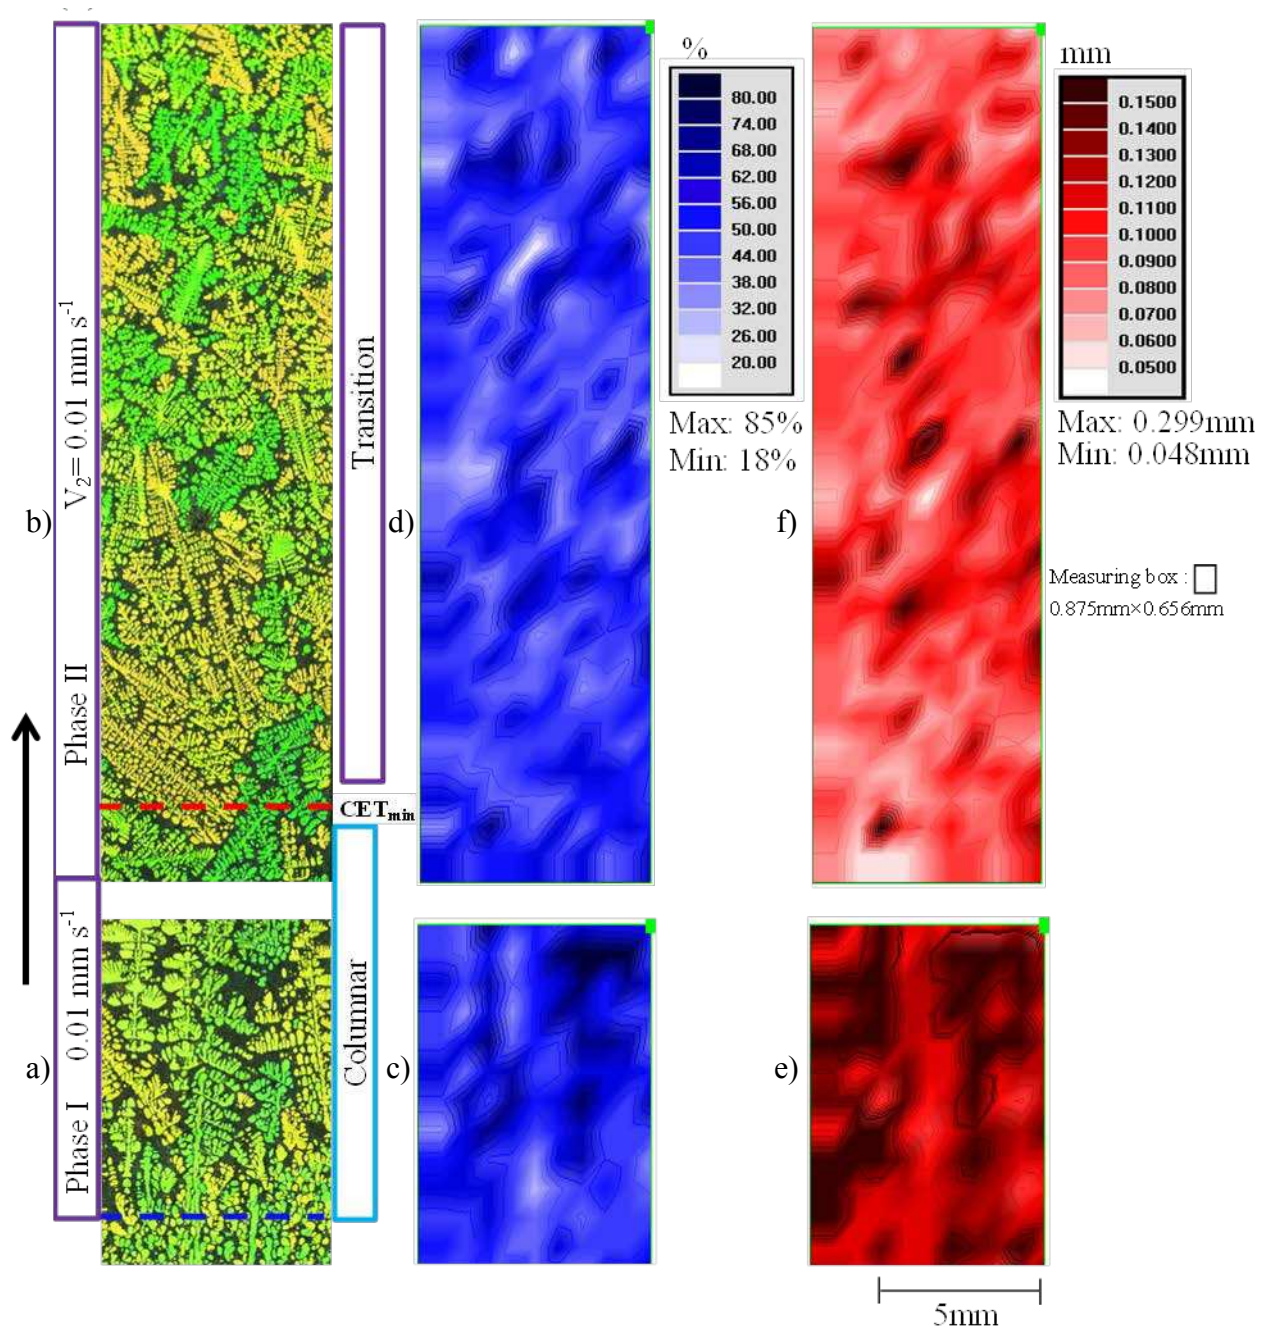 b)
Phase II V₂= 0.01 mm s⁻¹
Transition
d)
%
80.00
74.00
68.00
62.00
56.00
50.00
44.00
38.00
32.00
26.00
20.00
Max: 85%
Min: 18%
f)
mm
0.1500
0.1400
0.1300
0.1200
0.1100
0.1000
0.0900
0.0800
0.0700
0.0600
0.0500
Max: 0.299mm
Min: 0.048mm
Measuring box :
0.875mm×0.656mm
CETmin
a)
Phase I 0.01 mm s⁻¹
Columnar
c)
e)
5mm